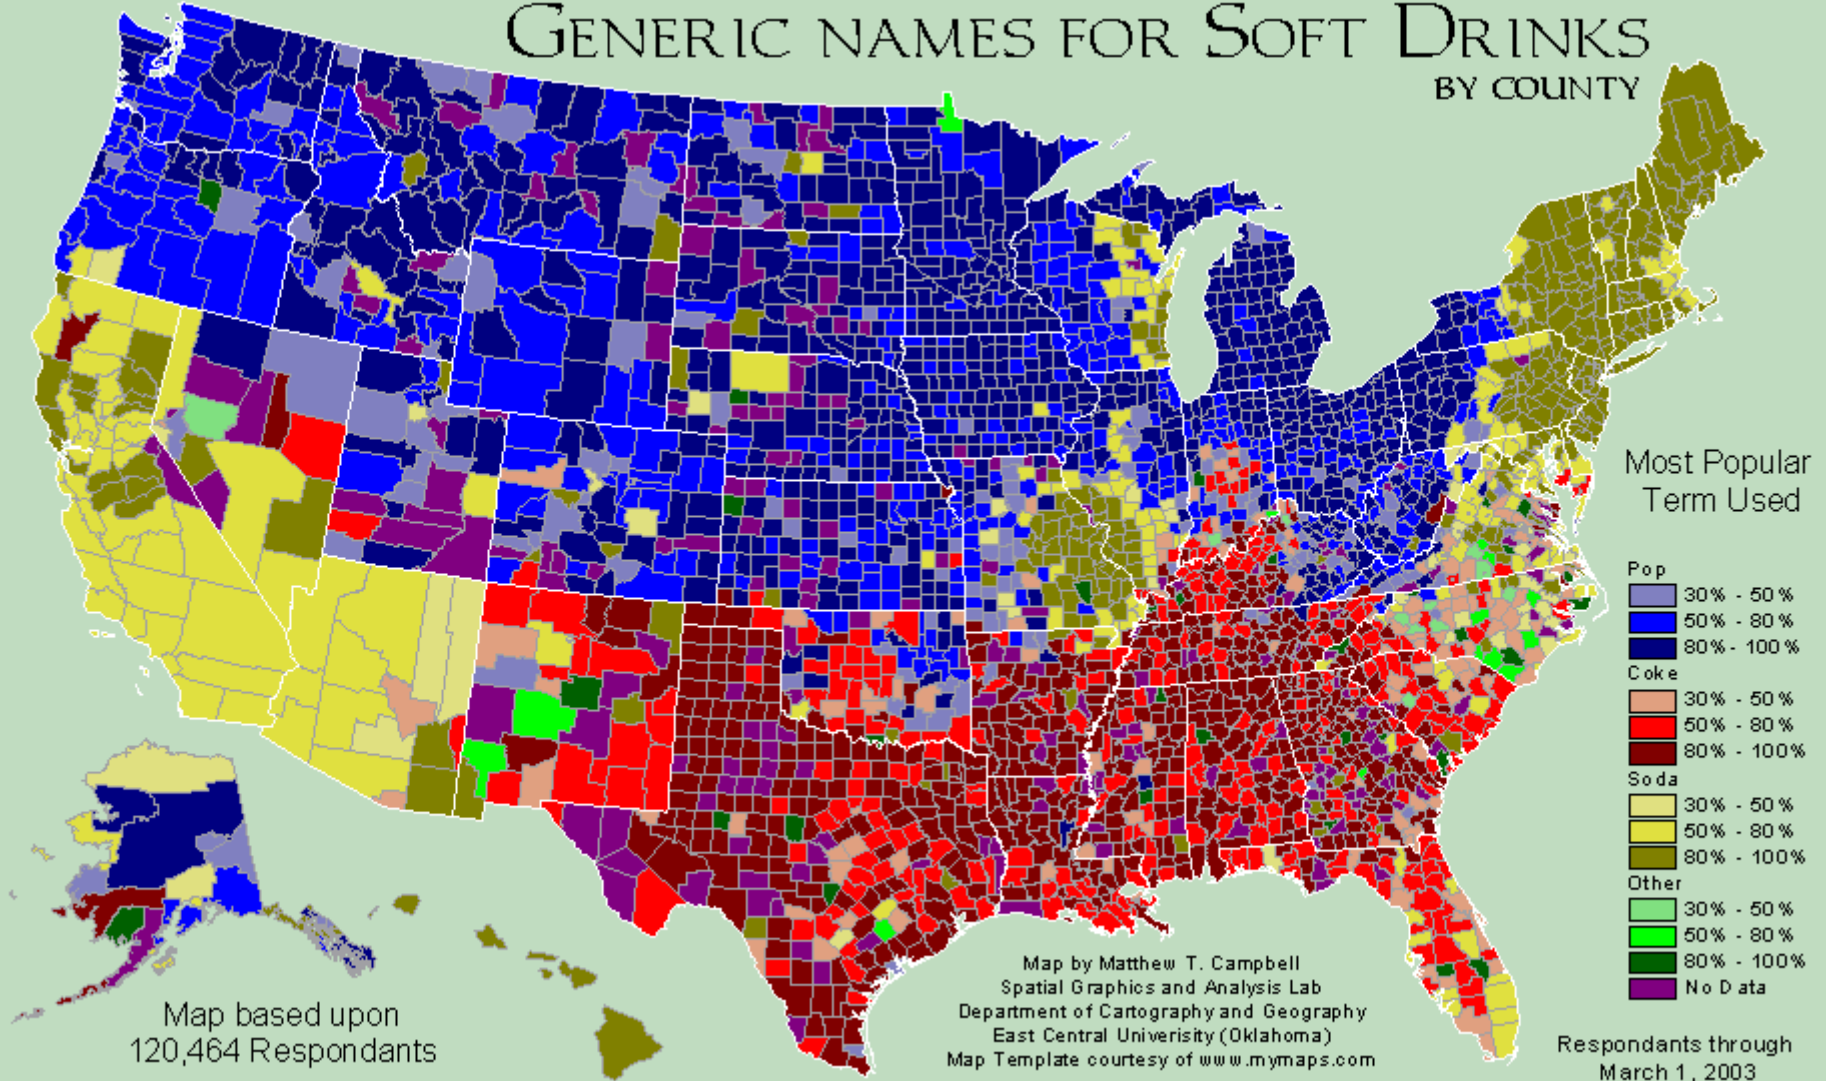 GENERIC NAMES FOR SOFT DRINKS
BY COUNTY
Most Popular
Term Used
Pop
30% - 50%
50% - 80%
80% - 100%
Coke
30% - 50%
50% - 80%
80% - 100%
Soda
30% - 50%
50% - 80%
80% - 100%
Other
30% - 50%
50% - 80%
80% - 100%
No Data
Map based upon
120,464 Respondants
Map by Matthew T. Campbell
Spatial Graphics and Analysis Lab
Department of Cartography and Geography
East Central Univerisity (Oklahoma)
Map Template courtesy of www.mymaps.com
Respondants through
March 1, 2003